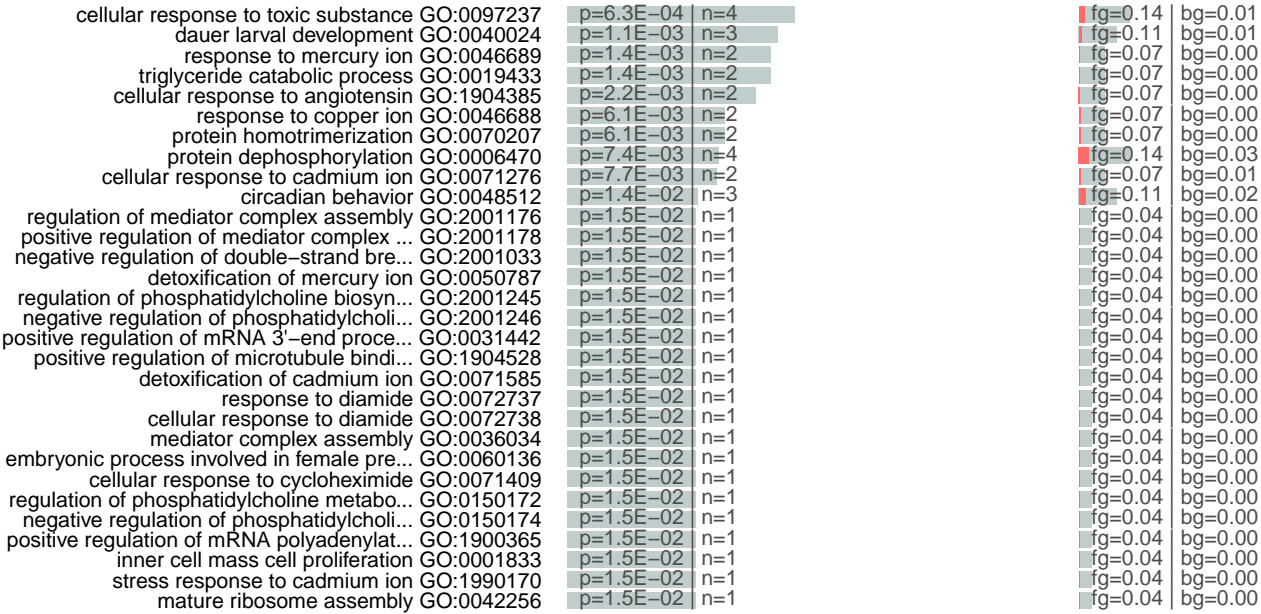 cellular response to toxic substance GO:0097237 p=6.3E−04 n=4 fg=0.14 bg=0.01
dauer larval development GO:0040024 p=1.1E−03 n=3 fg=0.11 bg=0.01
response to mercury ion GO:0046689 p=1.4E−03 n=2 fg=0.07 bg=0.00
triglyceride catabolic process GO:0019433 p=1.4E−03 n=2 fg=0.07 bg=0.00
cellular response to angiotensin GO:1904385 p=2.2E−03 n=2 fg=0.07 bg=0.00
response to copper ion GO:0046688 p=6.1E−03 n=2 fg=0.07 bg=0.00
protein homotrimerization GO:0070207 p=6.1E−03 n=2 fg=0.07 bg=0.00
protein dephosphorylation GO:0006470 p=7.4E−03 n=4 fg=0.14 bg=0.03
cellular response to cadmium ion GO:0071276 p=7.7E−03 n=2 fg=0.07 bg=0.01
circadian behavior GO:0048512 p=1.4E−02 n=3 fg=0.11 bg=0.02
regulation of mediator complex assembly GO:2001176 p=1.5E−02 n=1 fg=0.04 bg=0.00
positive regulation of mediator complex ... GO:2001178 p=1.5E−02 n=1 fg=0.04 bg=0.00
negative regulation of double−strand bre... GO:2001033 p=1.5E−02 n=1 fg=0.04 bg=0.00
detoxification of mercury ion GO:0050787 p=1.5E−02 n=1 fg=0.04 bg=0.00
regulation of phosphatidylcholine biosyn... GO:2001245 p=1.5E−02 n=1 fg=0.04 bg=0.00
negative regulation of phosphatidylcholi... GO:2001246 p=1.5E−02 n=1 fg=0.04 bg=0.00
positive regulation of mRNA 3'−end proce... GO:0031442 p=1.5E−02 n=1 fg=0.04 bg=0.00
positive regulation of microtubule bindi... GO:1904528 p=1.5E−02 n=1 fg=0.04 bg=0.00
detoxification of cadmium ion GO:0071585 p=1.5E−02 n=1 fg=0.04 bg=0.00
response to diamide GO:0072737 p=1.5E−02 n=1 fg=0.04 bg=0.00
cellular response to diamide GO:0072738 p=1.5E−02 n=1 fg=0.04 bg=0.00
mediator complex assembly GO:0036034 p=1.5E−02 n=1 fg=0.04 bg=0.00
embryonic process involved in female pre... GO:0060136 p=1.5E−02 n=1 fg=0.04 bg=0.00
cellular response to cycloheximide GO:0071409 p=1.5E−02 n=1 fg=0.04 bg=0.00
regulation of phosphatidylcholine metabo... GO:0150172 p=1.5E−02 n=1 fg=0.04 bg=0.00
negative regulation of phosphatidylcholi... GO:0150174 p=1.5E−02 n=1 fg=0.04 bg=0.00
positive regulation of mRNA polyadenylat... GO:1900365 p=1.5E−02 n=1 fg=0.04 bg=0.00
inner cell mass cell proliferation GO:0001833 p=1.5E−02 n=1 fg=0.04 bg=0.00
stress response to cadmium ion GO:1990170 p=1.5E−02 n=1 fg=0.04 bg=0.00
mature ribosome assembly GO:0042256 p=1.5E−02 n=1 fg=0.04 bg=0.00